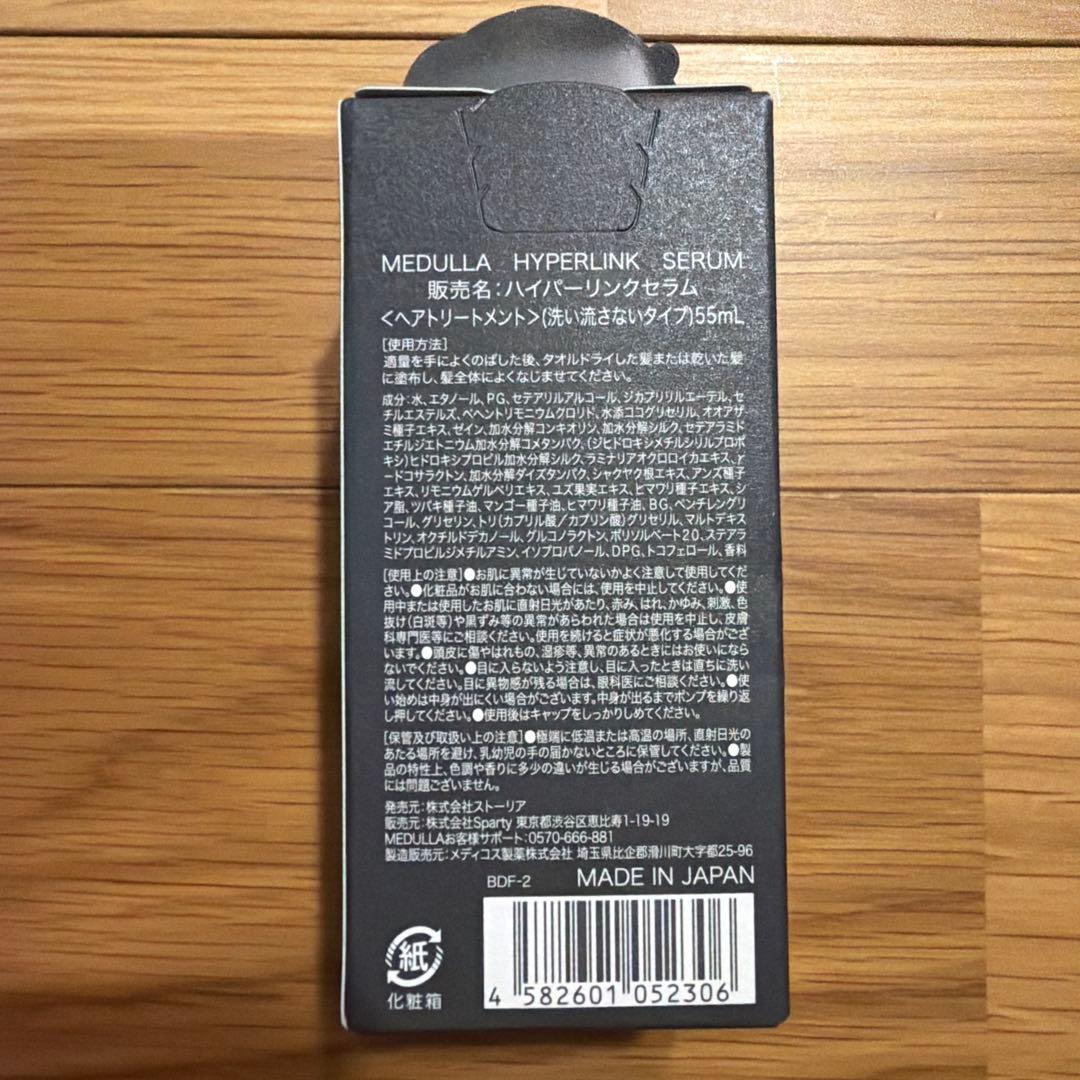 MEDULLA HYPERLINK SERUM
販売名:ハイパーリンクセラム
<ヘアトリートメント>(洗い流さないタイプ)55mL
[使用方法]
適量を手によくのばした後、タオルドライした髪または乾いた髪
に塗布し、髪全体によくなじませてください。
成分:水、エタノール、PG、セテアリルアルコール、ジカプリリルエーテル、セ
チルエステルズ、ベヘントリモニウムクロリド、水添ココグリセリル、オオアザ
ミ種子エキス、ゼイン、加水分解コンキオリン、加水分解シルク、セテアラミド
エチルジエトニウム加水分解コメタンパク、(ジヒドロキシメチルシリルプロポ
キシ)ヒドロキシプロピル加水分解シルク、ラミナリアオクロロイカエキス、γ
ードコサラクトン、加水分解ダイズタンパク、シャクヤク根エキス、アンズ種子
エキス、リモニウムゲルベリエキス、ユズ果実エキス、ヒマワリ種子エキス、シ
ア脂、ツバキ種子油、マンゴー種子油、ヒマワリ種子油、BG、ペンチレングリ
コール、グリセリン、トリ(カプリル酸/カプリン酸)グリセリル、マルトデキス
トリン、オクチルドデカノール、グルコノラクトン、ポリソルベート20、ステアラ
ミドプロピルジメチルアミン、イソプロパノール、DPG、トコフェロール、香料
[使用上の注意]●お肌に異常が生じていないかよく注意して使用してくだ
さい。●化粧品がお肌に合わない場合には、使用を中止してください。●使
用中または使用したお肌に直射日光があたり、赤み、はれ、かゆみ、刺激、色
抜け(白斑等)や黒ずみ等の異常があらわれた場合は使用を中止し、皮膚
科専門医等にご相談ください。使用を続けると症状が悪化する場合がござ
います。●頭皮に傷やはれもの、湿疹等、異常のあるときにはお使いになら
ないでください。●目に入らないよう注意し、目に入ったときは直ちに洗い
流してください。目に異物感が残る場合は、眼科医にご相談ください。●使
い始めは中身が出にくい場合がございます。中身が出るまでポンプを繰り返
し押してください。●使用後はキャップをしっかりしめてください。
[保管及び取扱い上の注意]●極端に低温または高温の場所、直射日光の
あたる場所を避け、乳幼児の手の届かないところに保管してください。●製
品の特性上、色調や香りに多少の違いが生じる場合がございますが、品質
には問題ございません。
発売元:株式会社ストーリア
販売元:株式会社Sparty 東京都渋谷区恵比寿1-19-19
MEDULLAお客様サポート:0570-666-881
製造販売元:メディコス製薬株式会社 埼玉県比企郡滑川町大字都25-96
BDF-2 MADE IN JAPAN
紙
化粧箱
4 582601 052306